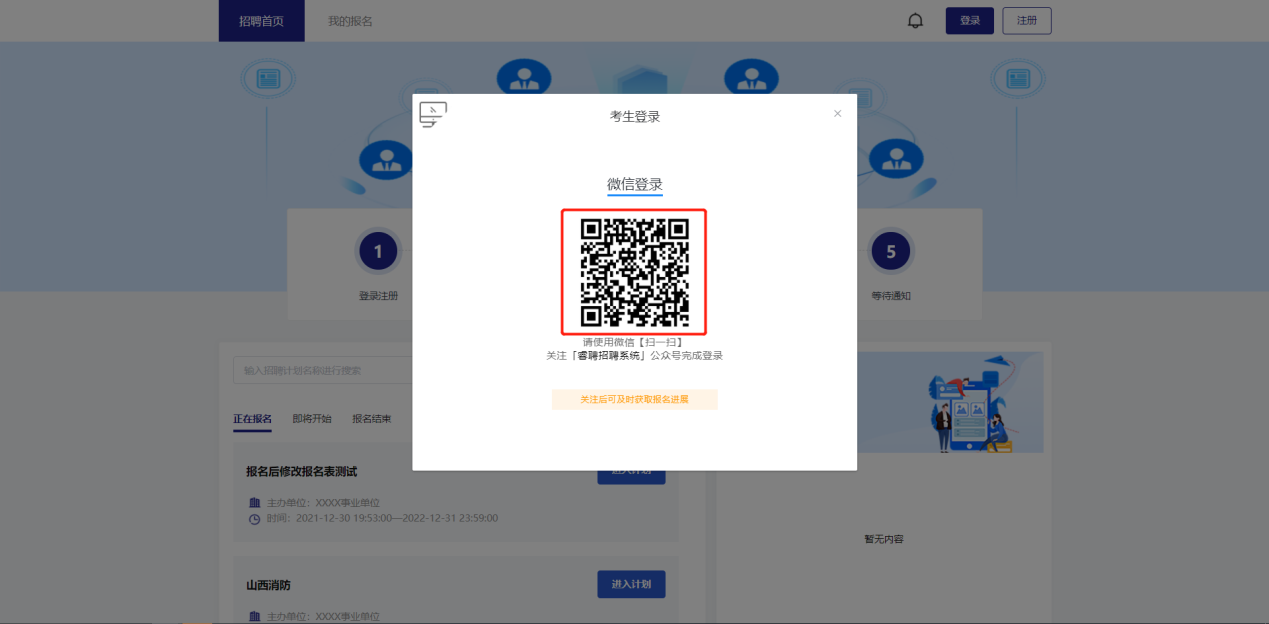 招聘首页
我的报名
登录
注册
考生登录
×
微信登录
请使用微信【扫一扫】
关注「睿聘招聘系统」公众号完成登录
关注后可及时获取报名进展
1
登录注册
5
等待通知
输入招聘计划名称进行搜索
正在报名
即将开始
报名结束
报名后修改报名表测试
进入计划
主办单位：XXXX事业单位
时间：2021-12-30 19:53:00—2022-12-31 23:59:00
暂无内容
山西消防
进入计划
主办单位：XXXX事业单位